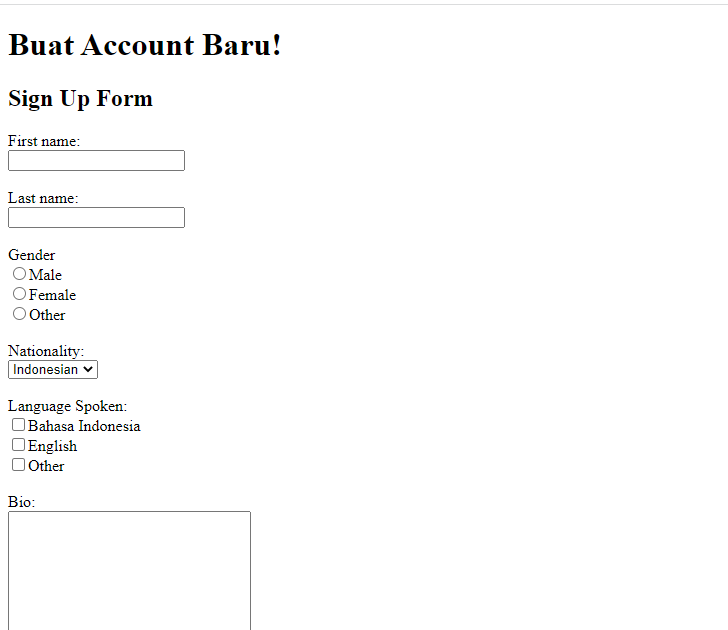 Buat Account Baru!
Sign Up Form
First name:
Last name:
Gender
Male
Female
Other
Nationality:
Indonesian
Language Spoken:
Bahasa Indonesia
English
Other
Bio: